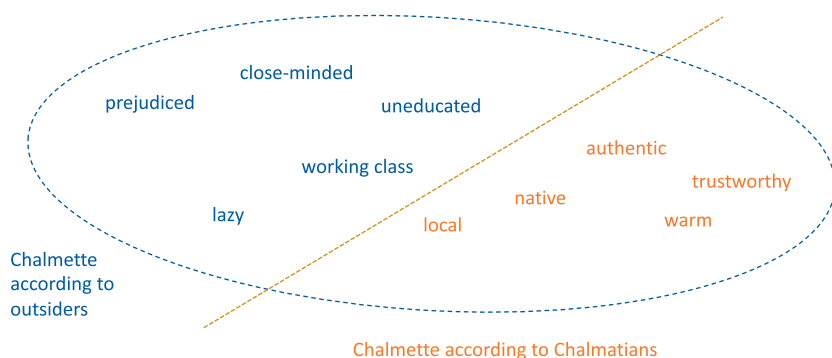 close-minded
prejudiced
uneducated
authentic
working class
trustworthy
native
lazy
local
warm
Chalmette
according to
outsiders
Chalmette according to Chalmatians